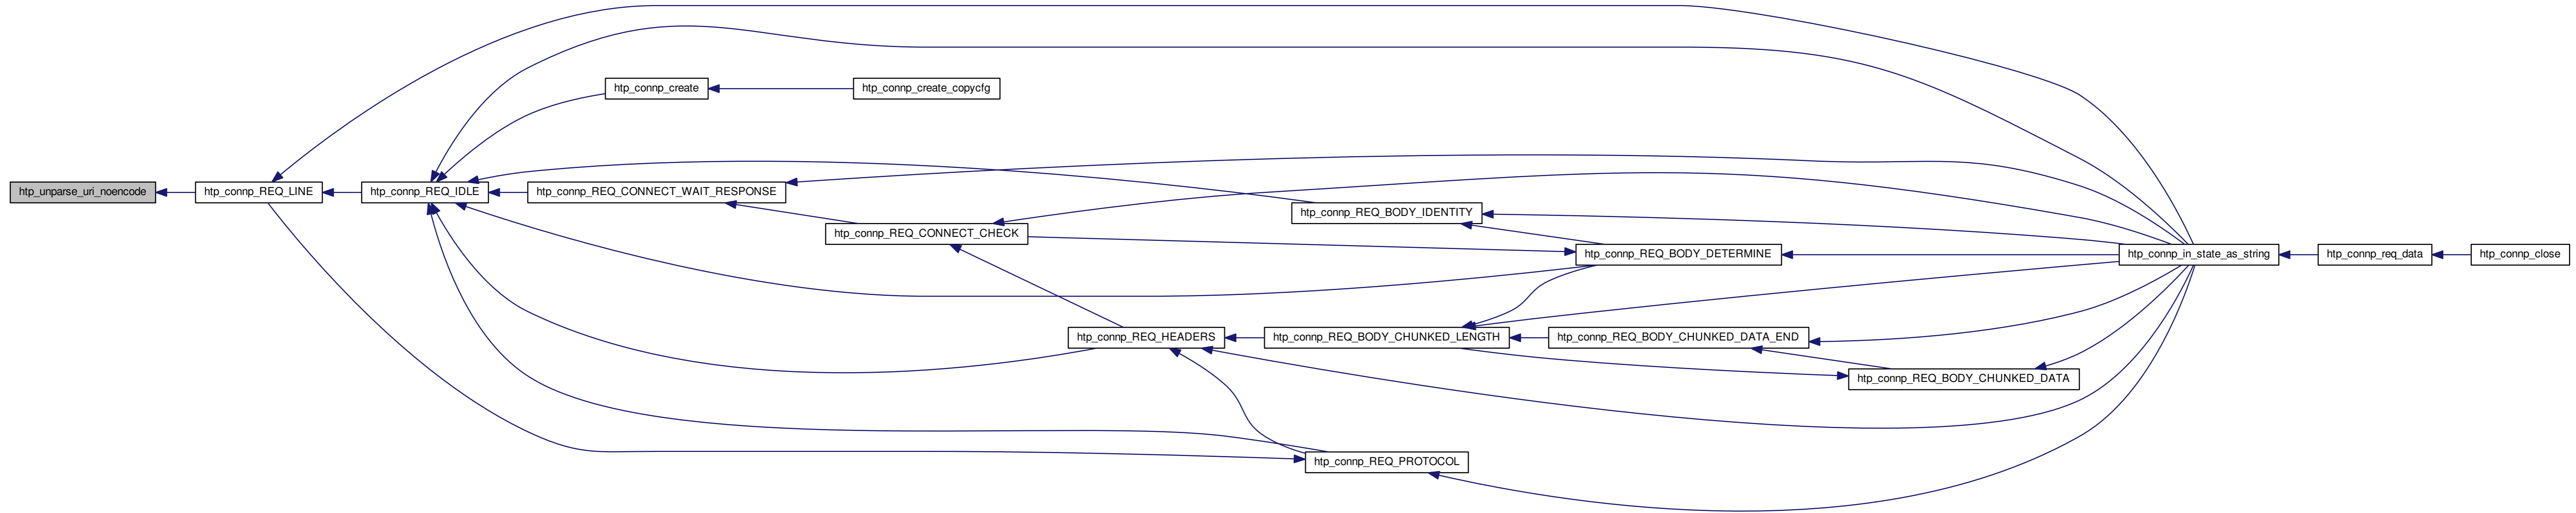 htp_connp_create
htp_connp_create_copycfg
htp_unparse_uri_noencode
htp_connp_REQ_LINE
htp_connp_REQ_IDLE
htp_connp_REQ_CONNECT_WAIT_RESPONSE
htp_connp_REQ_BODY_IDENTITY
htp_connp_REQ_CONNECT_CHECK
htp_connp_REQ_BODY_DETERMINE
htp_connp_in_state_as_string
htp_connp_req_data
htp_connp_close
htp_connp_REQ_HEADERS
htp_connp_REQ_BODY_CHUNKED_LENGTH
htp_connp_REQ_BODY_CHUNKED_DATA_END
htp_connp_REQ_BODY_CHUNKED_DATA
htp_connp_REQ_PROTOCOL